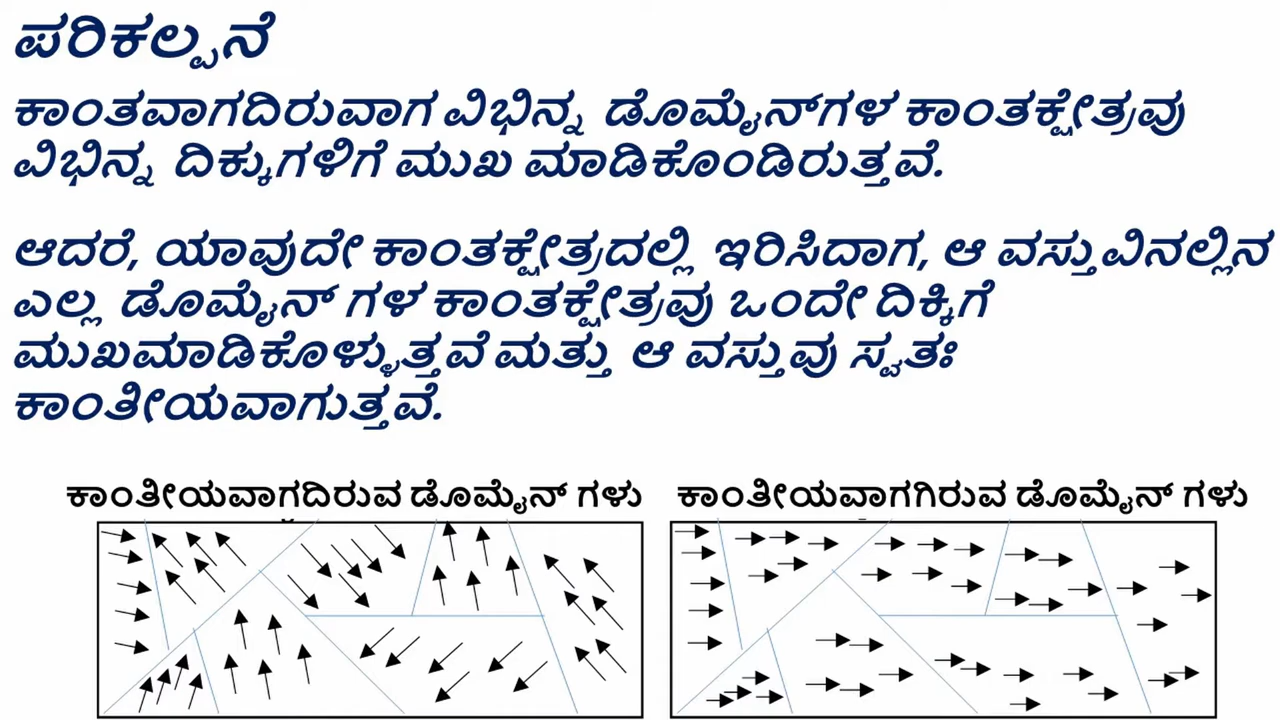 ಪರಿಕಲ್ಪನೆ
ಕಾಂತವಾಗದಿರುವಾಗ ವಿಭಿನ್ನ ಡೊಮೈನ್‌ಗಳ ಕಾಂತಕ್ಷೇತ್ರವು
ವಿಭಿನ್ನ ದಿಕ್ಕುಗಳಿಗೆ ಮುಖ ಮಾಡಿಕೊಂಡಿರುತ್ತವೆ.
ಆದರೆ, ಯಾವುದೇ ಕಾಂತಕ್ಷೇತ್ರದಲ್ಲಿ ಇರಿಸಿದಾಗ, ಆ ವಸ್ತುವಿನಲ್ಲಿನ
ಎಲ್ಲ ಡೊಮೈನ್ ಗಳ ಕಾಂತಕ್ಷೇತ್ರವು ಒಂದೇ ದಿಕ್ಕಿಗೆ
ಮುಖಮಾಡಿಕೊಳ್ಳುತ್ತವೆ ಮತ್ತು ಆ ವಸ್ತುವು ಸ್ವತಃ
ಕಾಂತೀಯವಾಗುತ್ತವೆ.
ಕಾಂತೀಯವಾಗ್ಗದಿರುವ ಡೊಮೈನ್ ಗಳು
ಕಾಂತೀಯವಾಗಗಿರುವ ಡೊಮೈನ್ ಗಳು